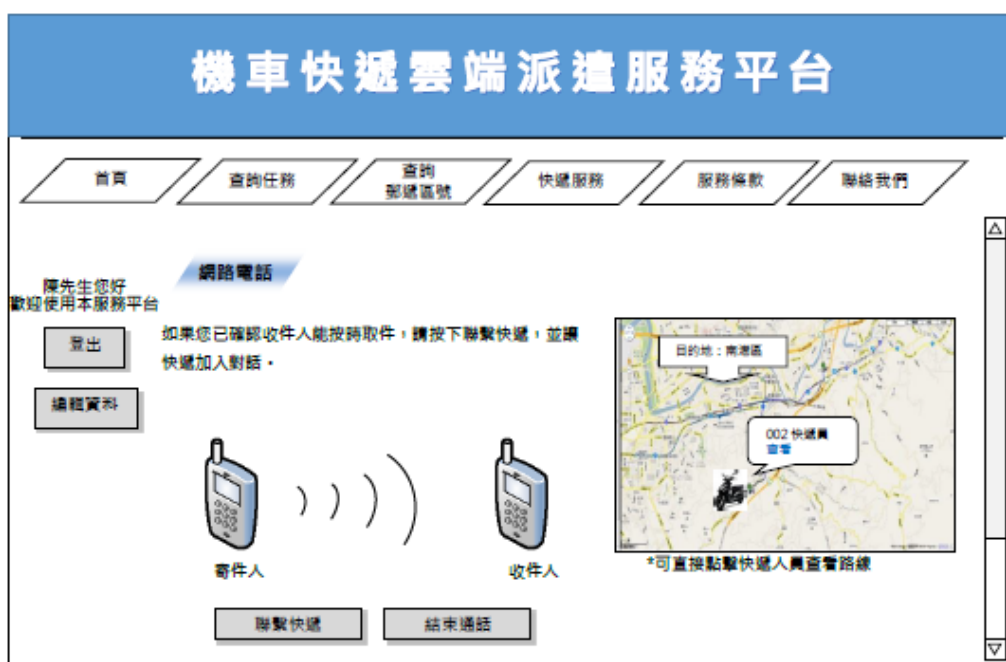 機車快遞雲端派遣服務平台
首頁
查詢任務
查詢
郵遞區號
快遞服務
服務條款
聯絡我們
陳先生您好
歡迎使用本服務平台
登出
編輯資料
網路電話
如果您已確認收件人能按時取件，請按下聯繫快遞，並讓
快遞加入對話。
目的地：南港區
002 快遞員
查看
*可直接點擊快遞人員查看路線
寄件人
收件人
聯繫快遞
結束通話